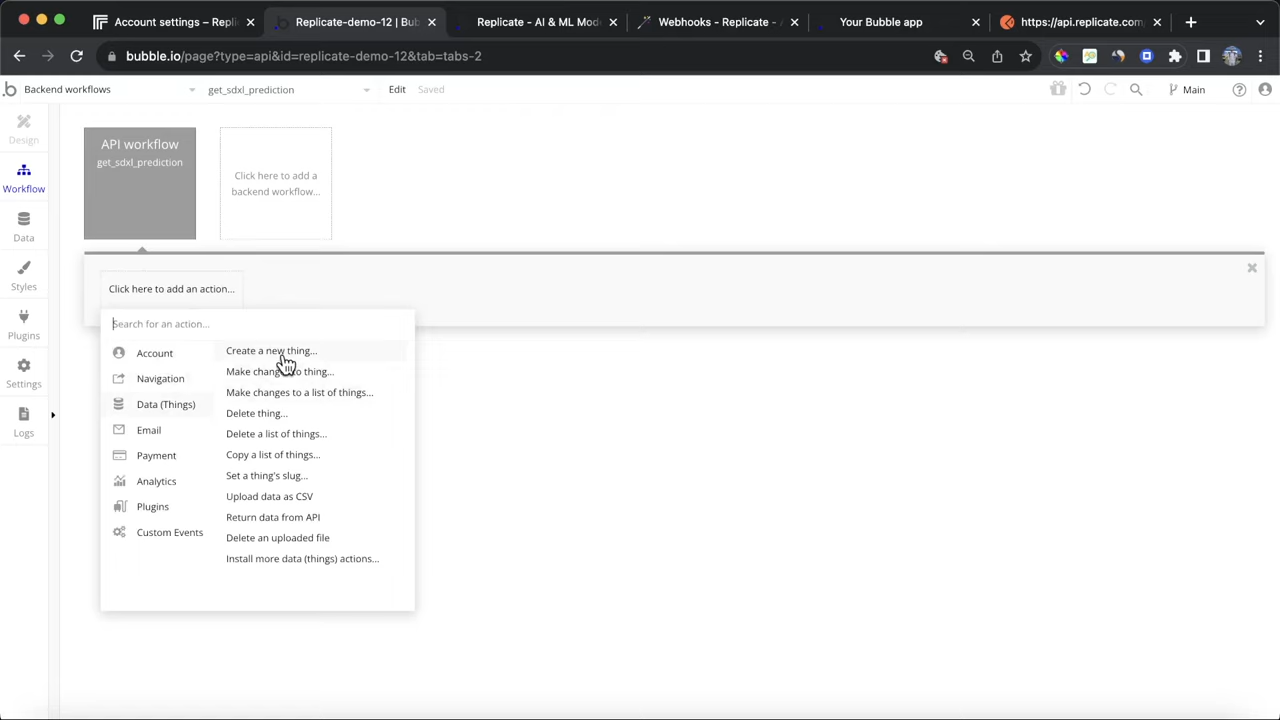 Account settings – Replic
Replicate-demo-12 | Bub
Replicate - AI & ML Mode
Webhooks - Replicate - A
Your Bubble app
https://api.replicate.com
bubble.io/page?type=api&id=replicate-demo-12&tab=tabs-2
Backend workflows
get_sdxl_prediction
Edit
Saved
Main
Design
Workflow
Data
Styles
Plugins
Settings
Logs
API workflow
get_sdxl_prediction
Click here to add a
backend workflow...
Click here to add an action...
Search for an action...
Account
Navigation
Data (Things)
Email
Payment
Analytics
Plugins
Custom Events
Create a new thing...
Make changes to thing...
Make changes to a list of things...
Delete thing...
Delete a list of things...
Copy a list of things...
Set a thing's slug...
Upload data as CSV
Return data from API
Delete an uploaded file
Install more data (things) actions...